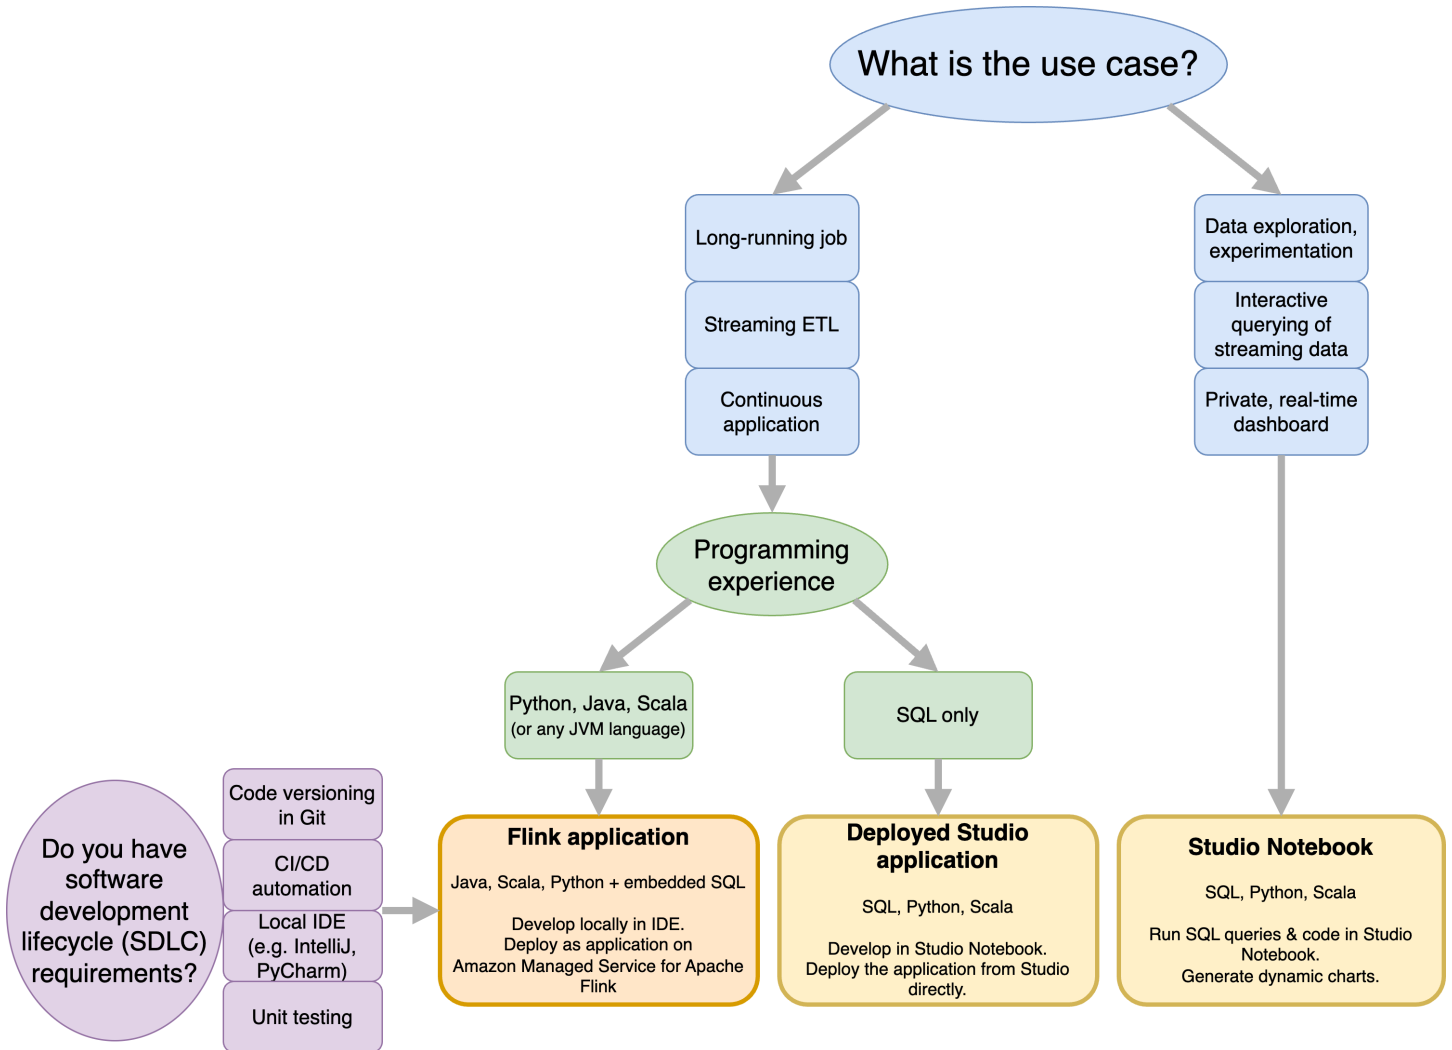 What is the use case?
Long-running job
Streaming ETL
Continuous
application
Data exploration,
experimentation
Interactive
querying of
streaming data
Private, real-time
dashboard
Programming
experience
Python, Java, Scala
(or any JVM language)
SQL only
Do you have
software
development
lifecycle (SDLC)
requirements?
Code versioning
in Git
CI/CD
automation
Local IDE
(e.g. IntelliJ,
PyCharm)
Unit testing
Flink application
Java, Scala, Python + embedded SQL
Develop locally in IDE.
Deploy as application on
Amazon Managed Service for Apache
Flink
Deployed Studio
application
SQL, Python, Scala
Develop in Studio Notebook.
Deploy the application from Studio
directly.
Studio Notebook
SQL, Python, Scala
Run SQL queries & code in Studio
Notebook.
Generate dynamic charts.